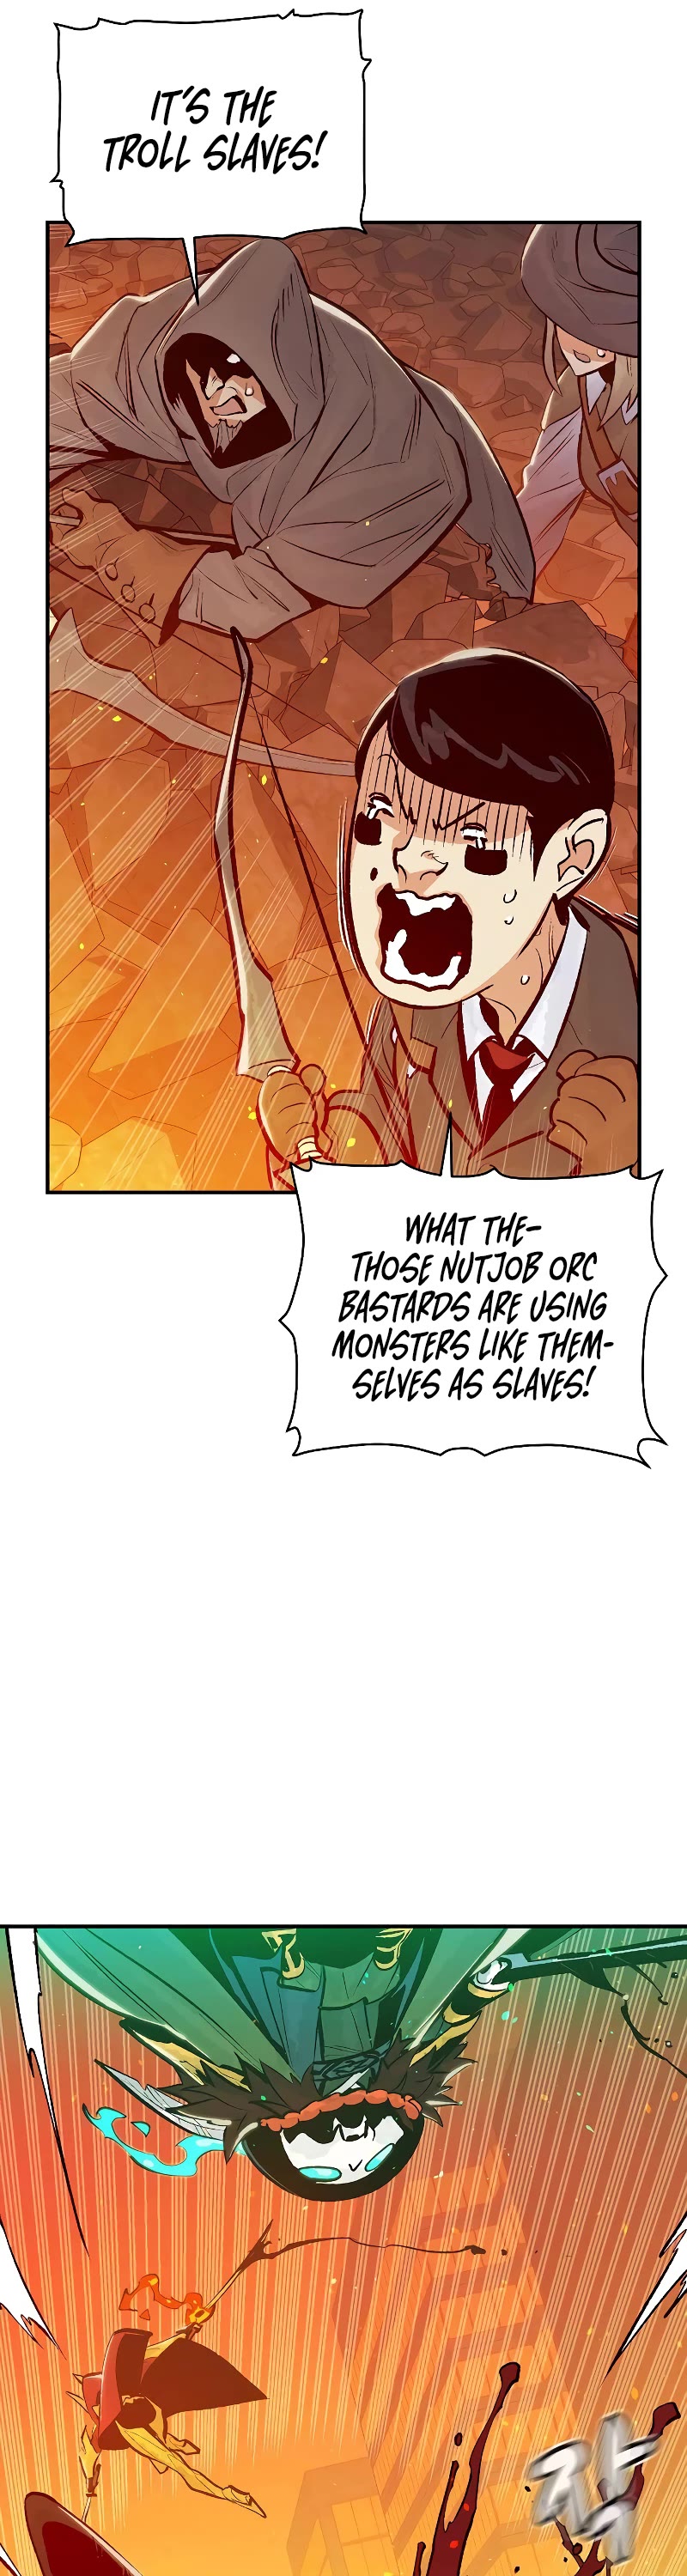 IT'S THE
TROLL SLAVES!
WHAT THE-
THOSE NUTJOB ORC
BASTARDS ARE USING
MONSTERS LIKE THEM-
SELVES AS SLAVES!